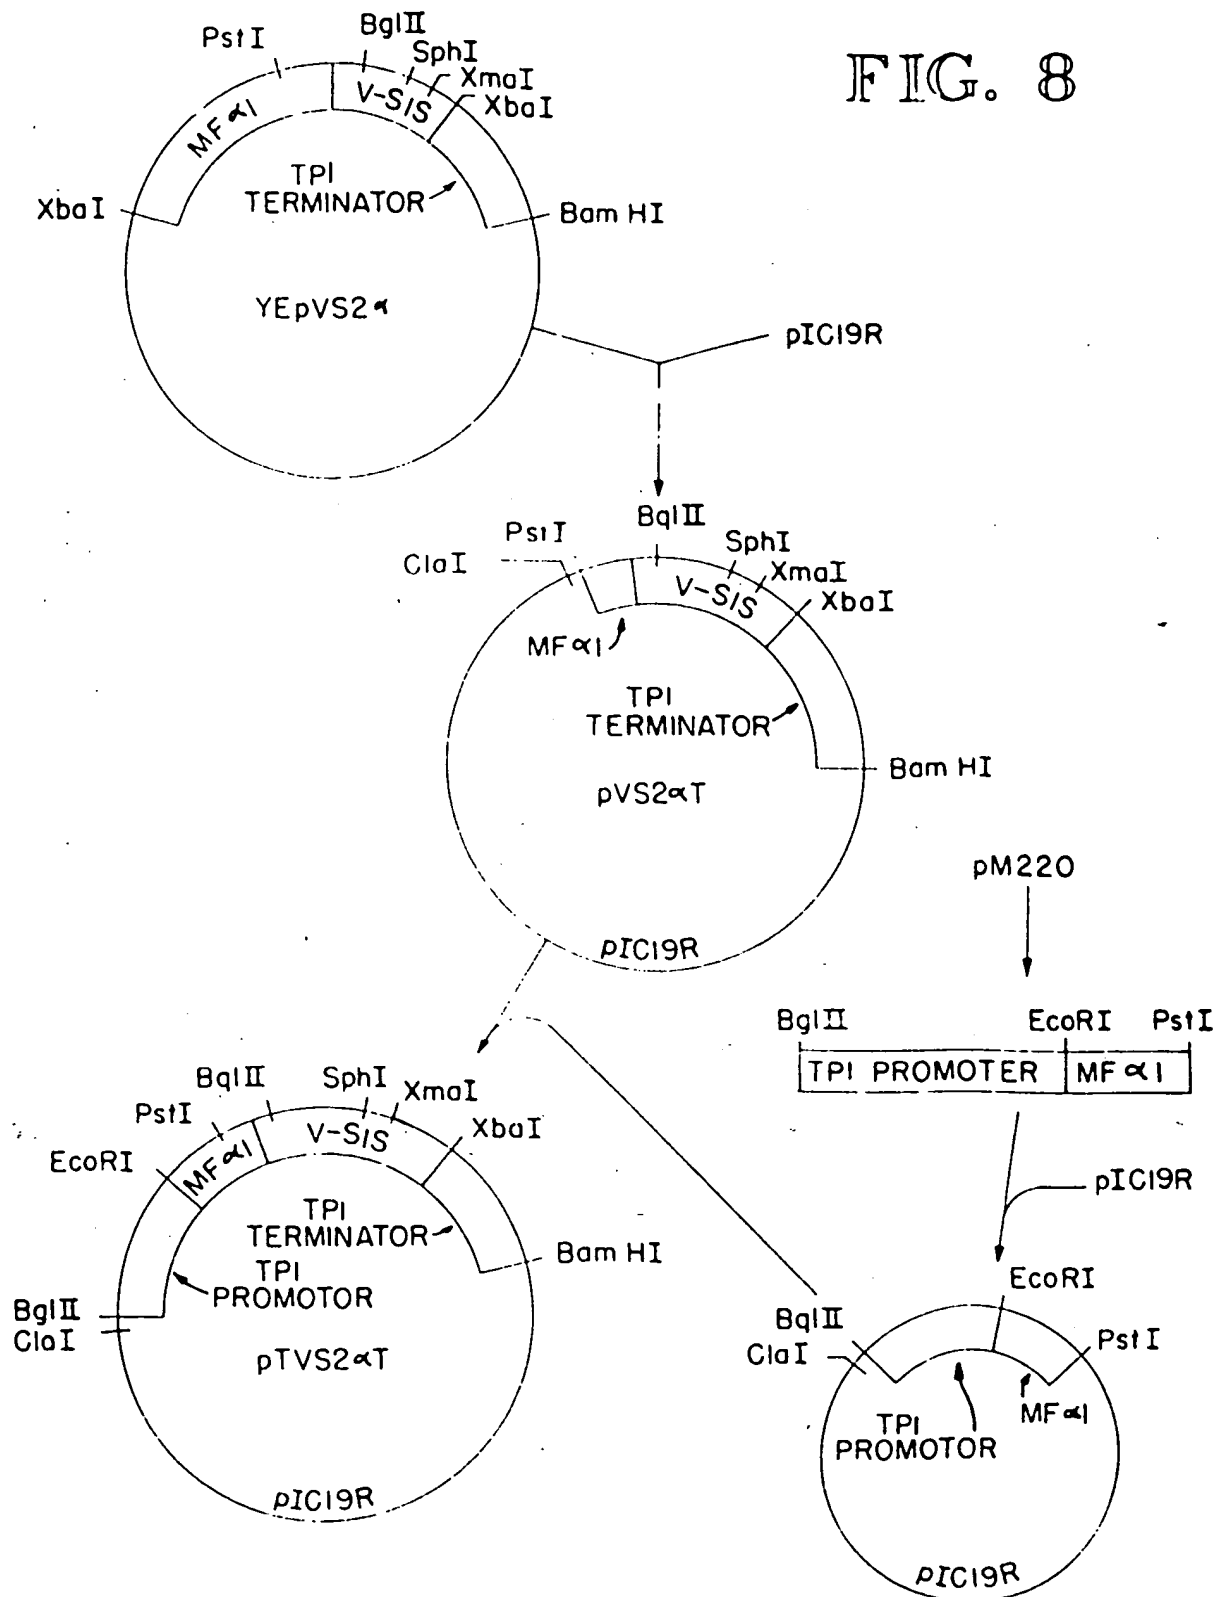 FIG. 8
PstI
BglII
SphI
XmaI
XbaI
MFα1
V-SIS
TPI
TERMINATOR
XbaI
Bam HI
YEpVS2α
pIC19R
ClaI
PstI
BqlII
SphI
XmaI
XbaI
V-SIS
MFα1
TPI
TERMINATOR
Bam HI
pVS2αT
pIC19R
pM220
BglII
EcoRI
PstI
TPI PROMOTER
MFα1
pIC19R
EcoRI
PstI
BqlII
SphI
XmaI
XbaI
MFα1
V-SIS
TPI
TERMINATOR
TPI
PROMOTOR
Bam HI
BglII
ClaI
pTVS2αT
pIC19R
EcoRI
BqlII
ClaI
PstI
MFα1
TPI
PROMOTOR
pIC19R